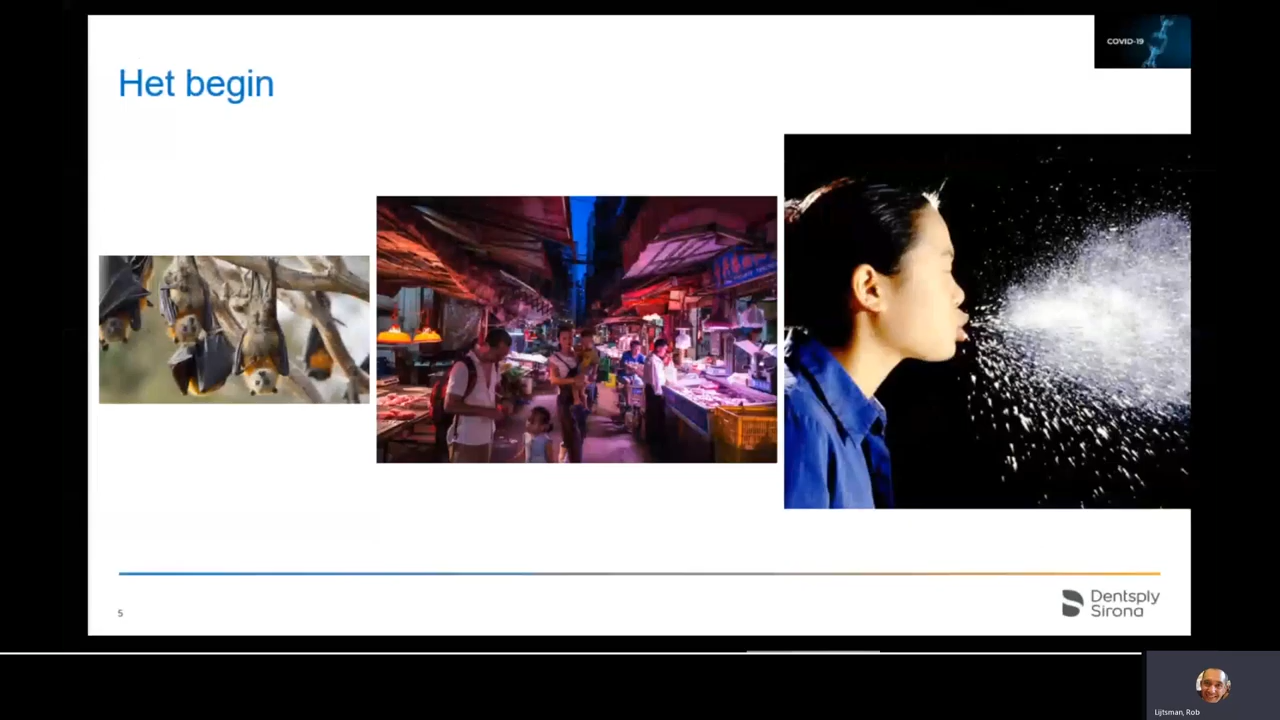 COVID-19
Het begin
5
Dentsply
Sirona
Lijtsman, Rob